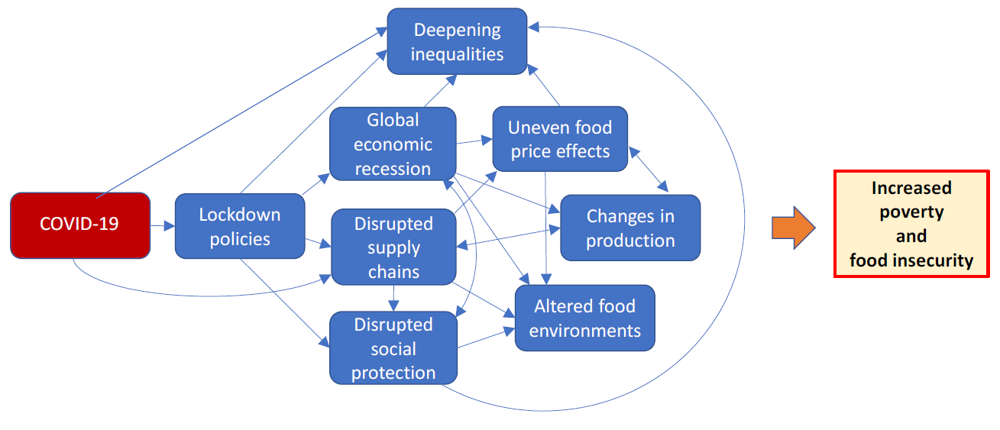 Deepening
inequalities
Global
economic
recession
Uneven food
price effects
COVID-19
Lockdown
policies
Disrupted
supply
chains
Changes in
production
Disrupted
social
protection
Altered food
environments
Increased
poverty
and
food insecurity